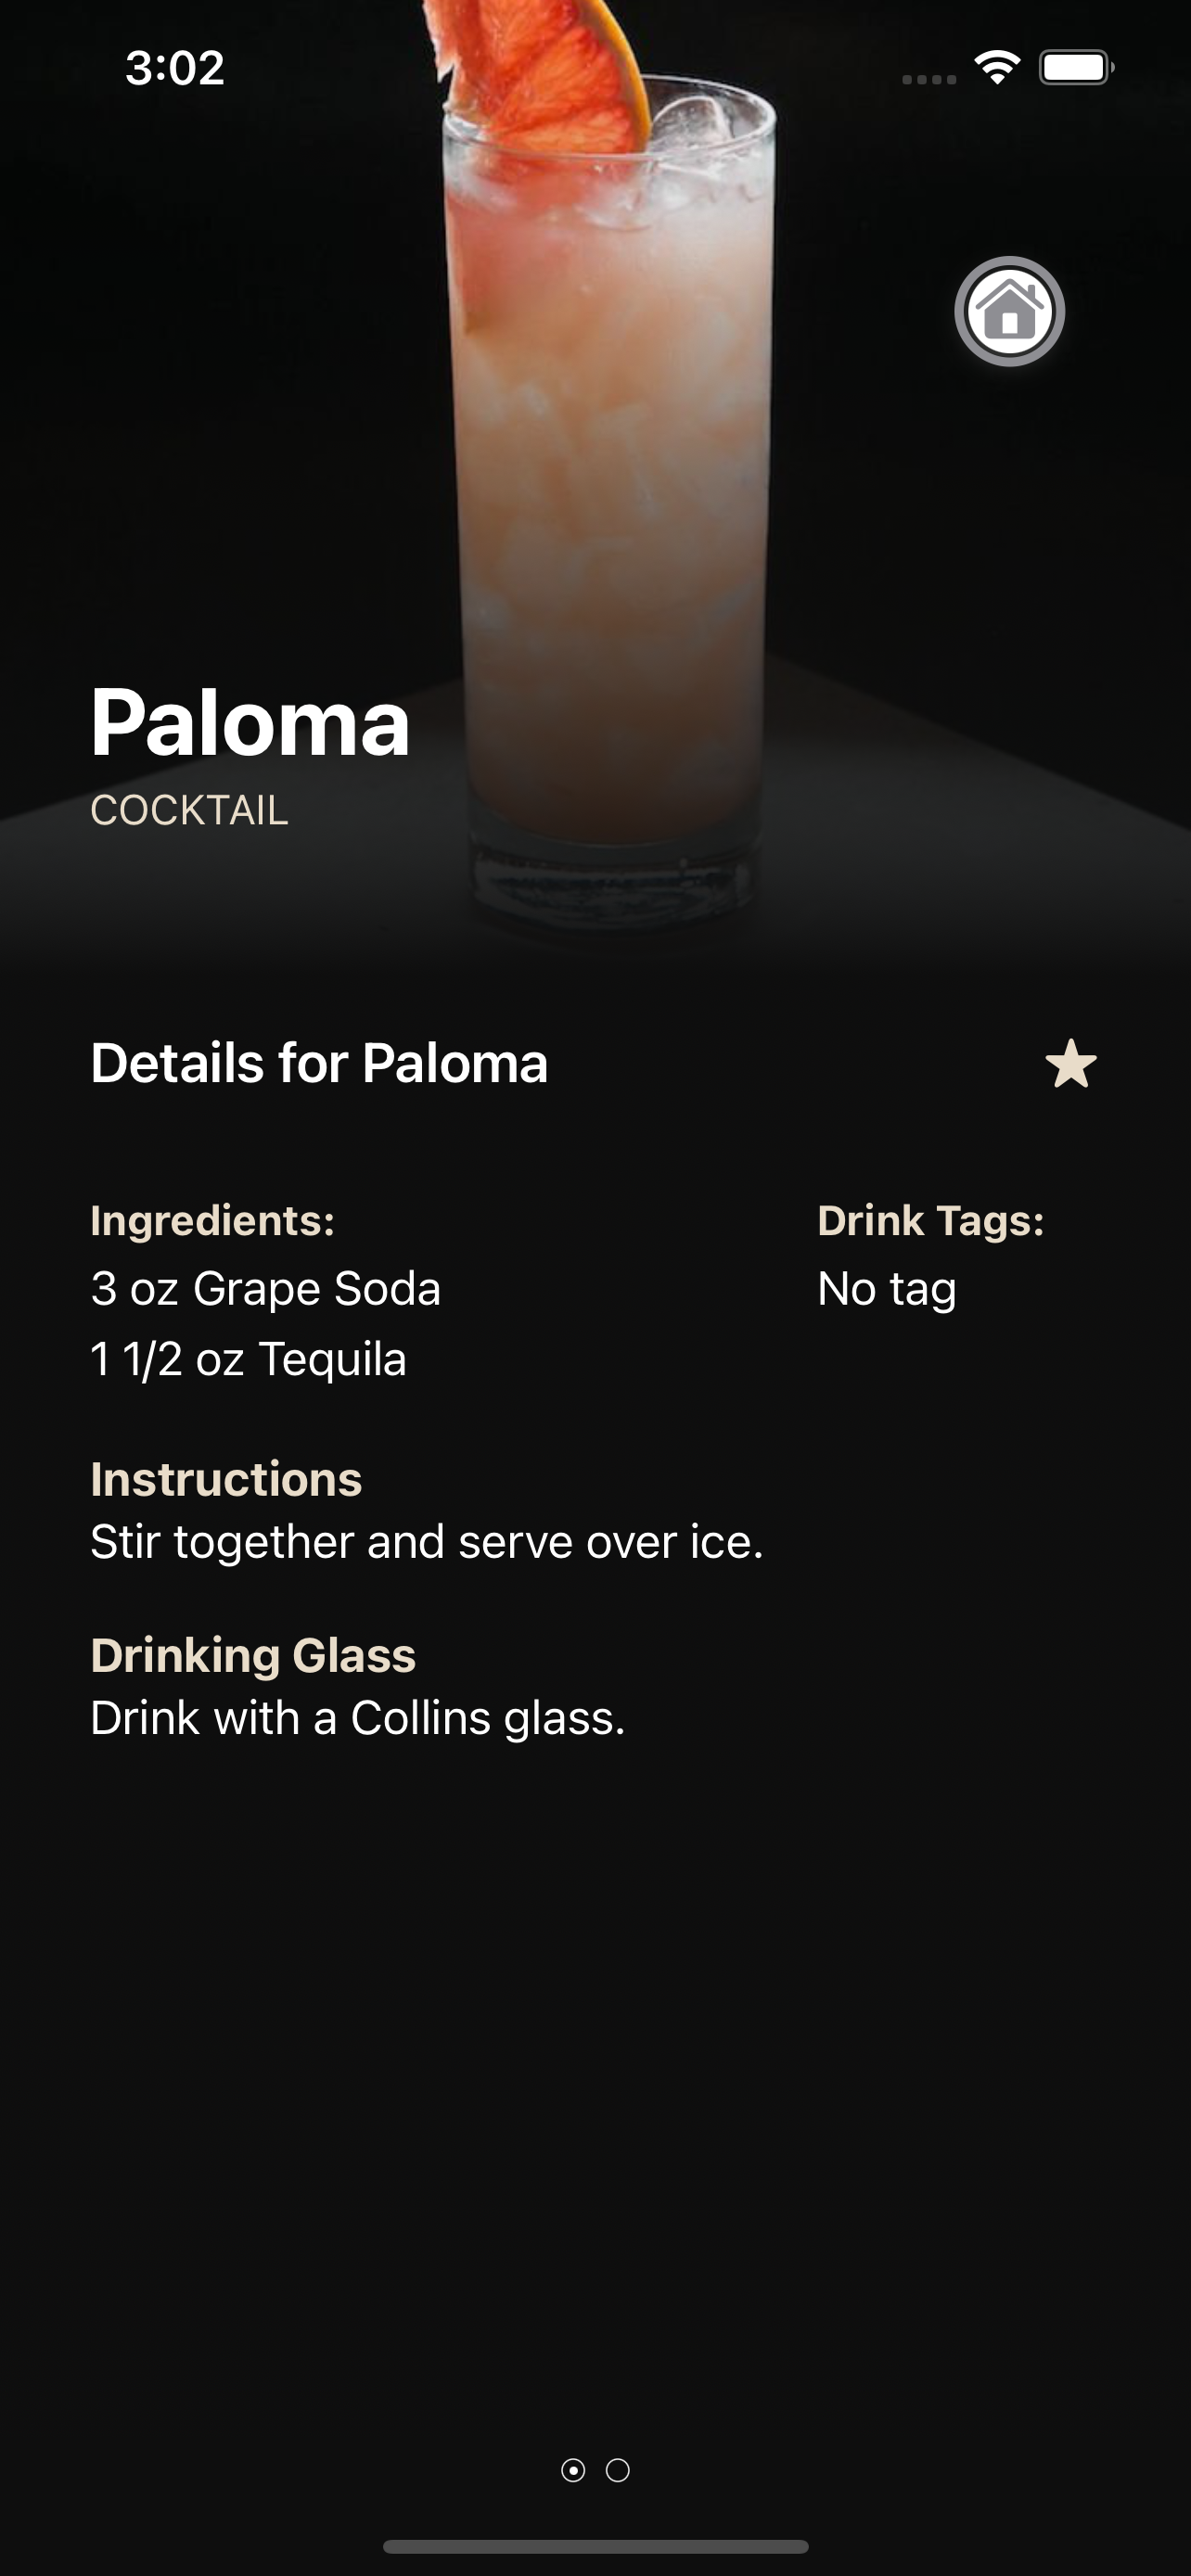 3:02
Paloma
COCKTAIL
Details for Paloma
Ingredients:
3 oz Grape Soda
1 1/2 oz Tequila
Drink Tags:
No tag
Instructions
Stir together and serve over ice.
Drinking Glass
Drink with a Collins glass.